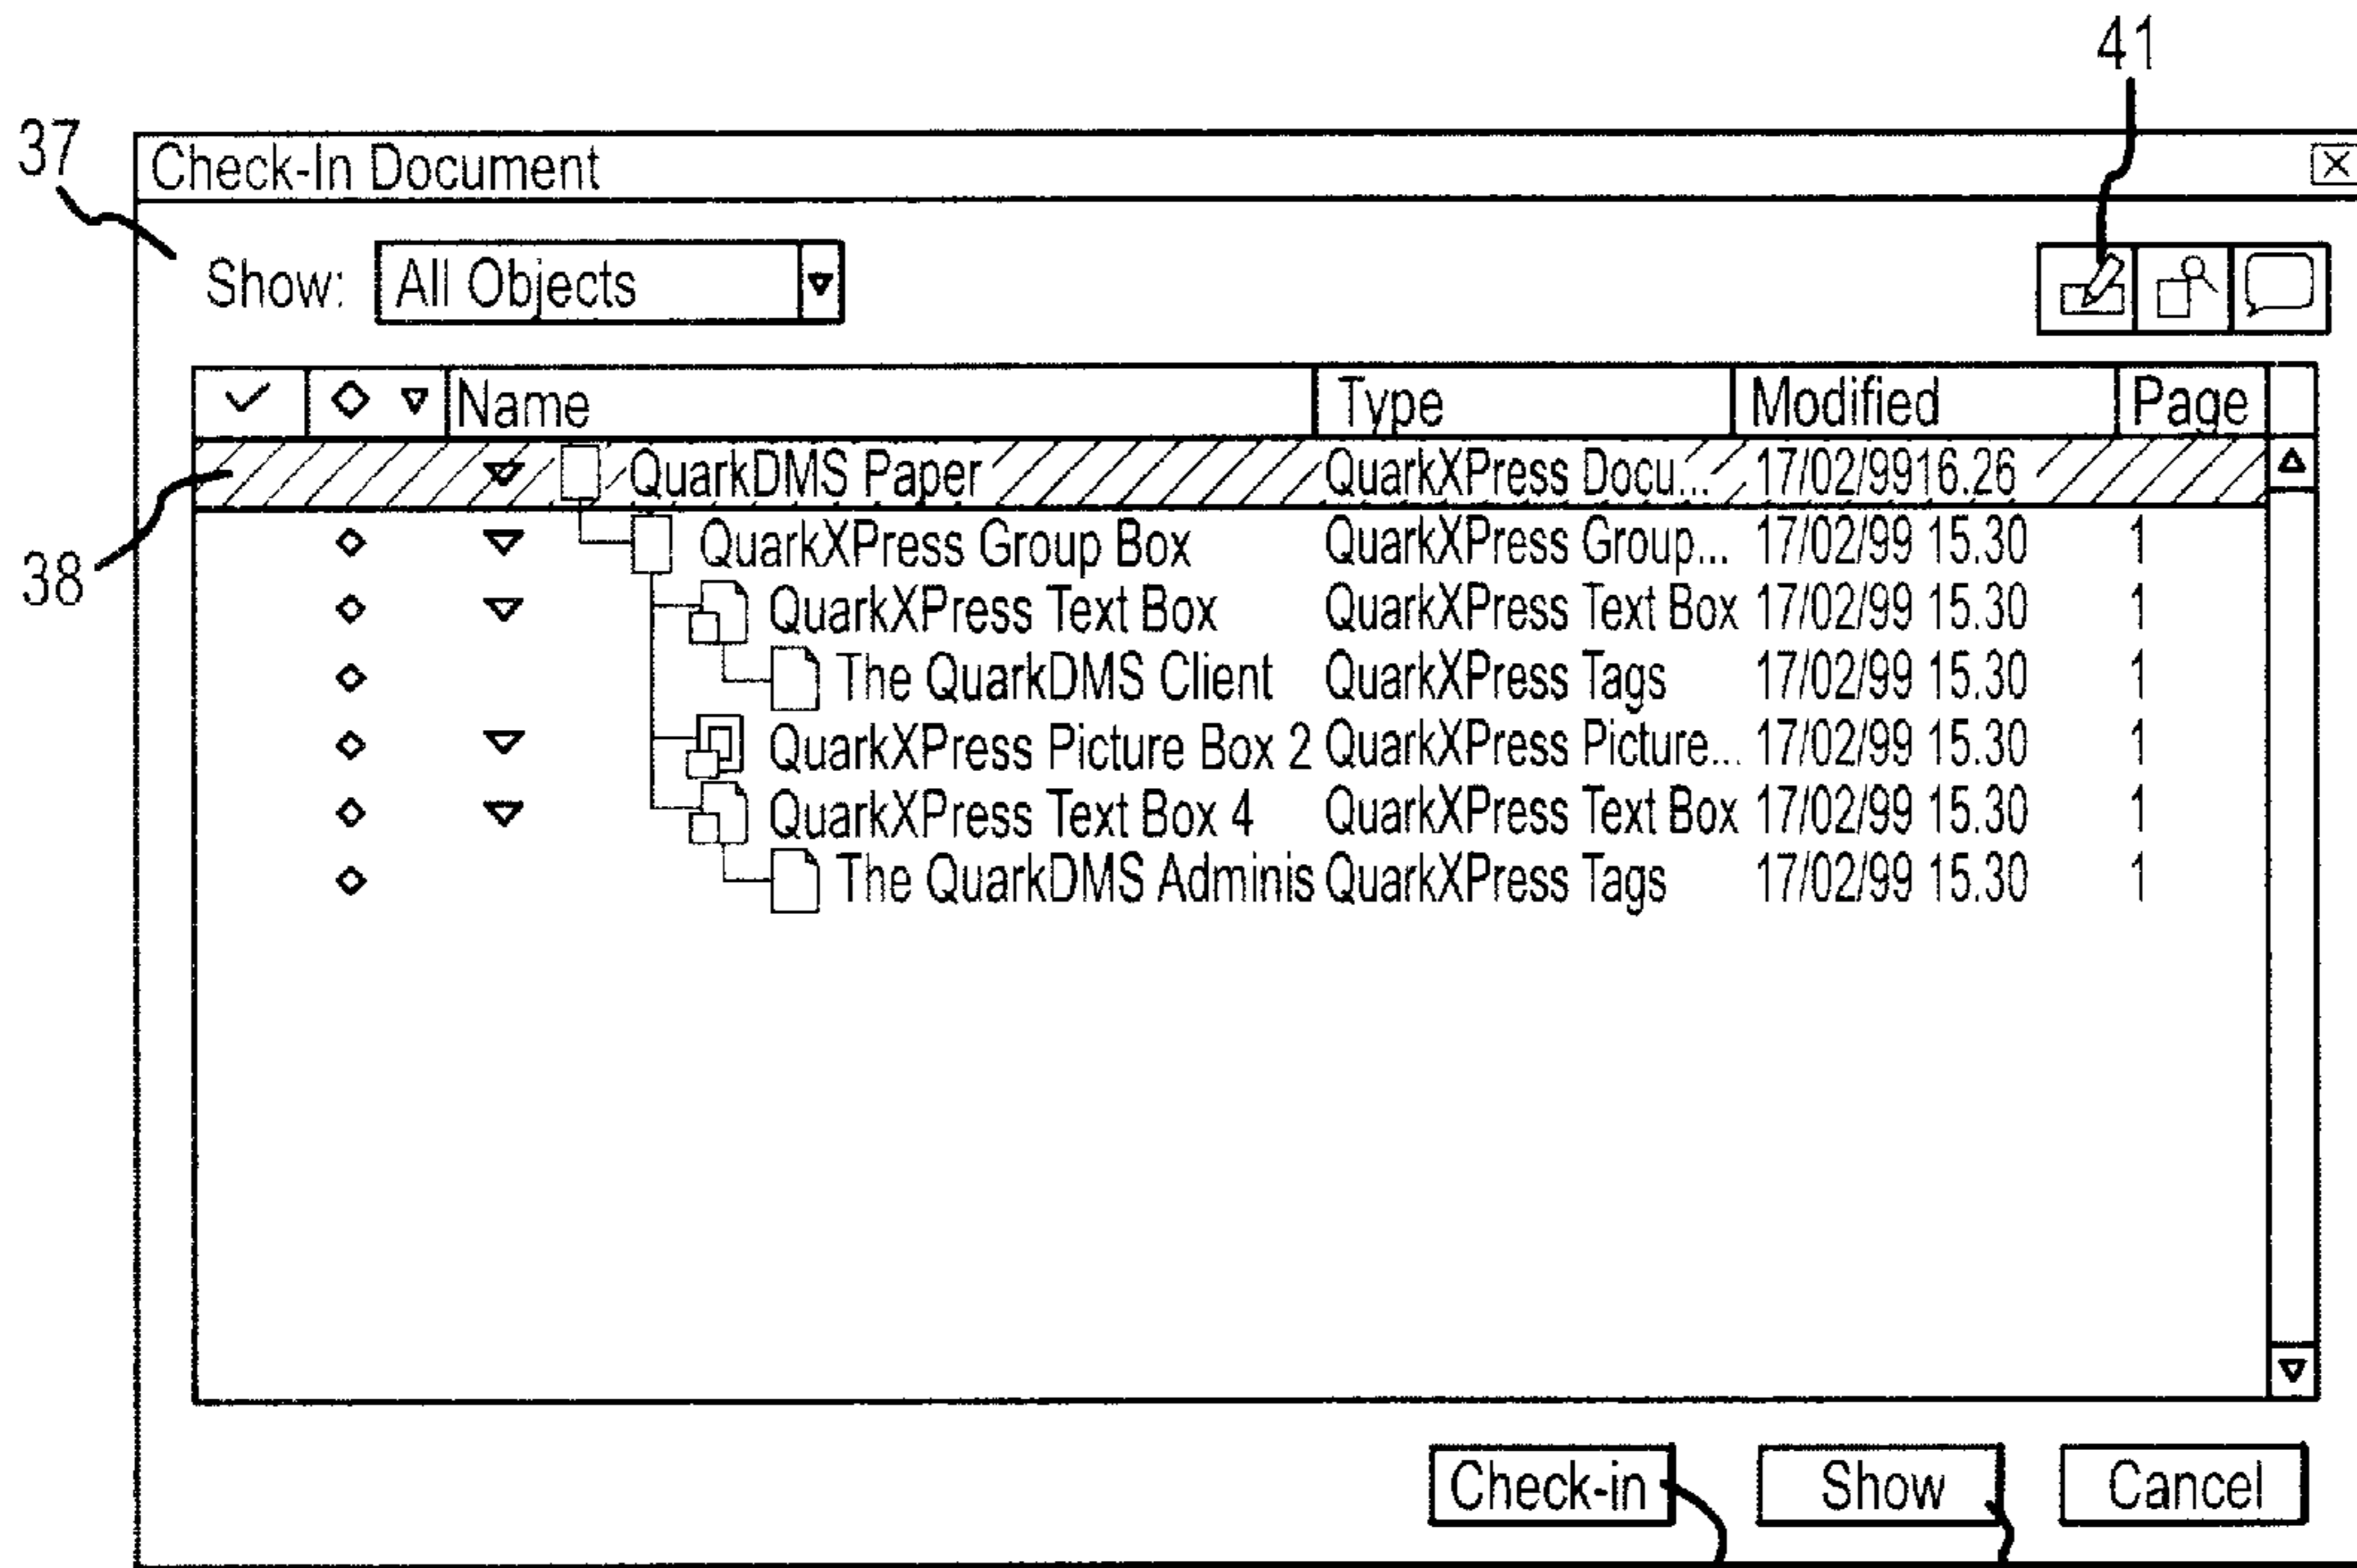 41
37
Check-In Document
Show: All Objects
Name Type Modified Page
QuarkDMS Paper QuarkXPress Docu... 17/02/9916.26
38
QuarkXPress Group Box QuarkXPress Group... 17/02/99 15.30 1
QuarkXPress Text Box QuarkXPress Text Box 17/02/99 15.30 1
The QuarkDMS Client QuarkXPress Tags 17/02/99 15.30 1
QuarkXPress Picture Box 2 QuarkXPress Picture... 17/02/99 15.30 1
QuarkXPress Text Box 4 QuarkXPress Text Box 17/02/99 15.30 1
The QuarkDMS Adminis QuarkXPress Tags 17/02/99 15.30 1
Check-in Show Cancel